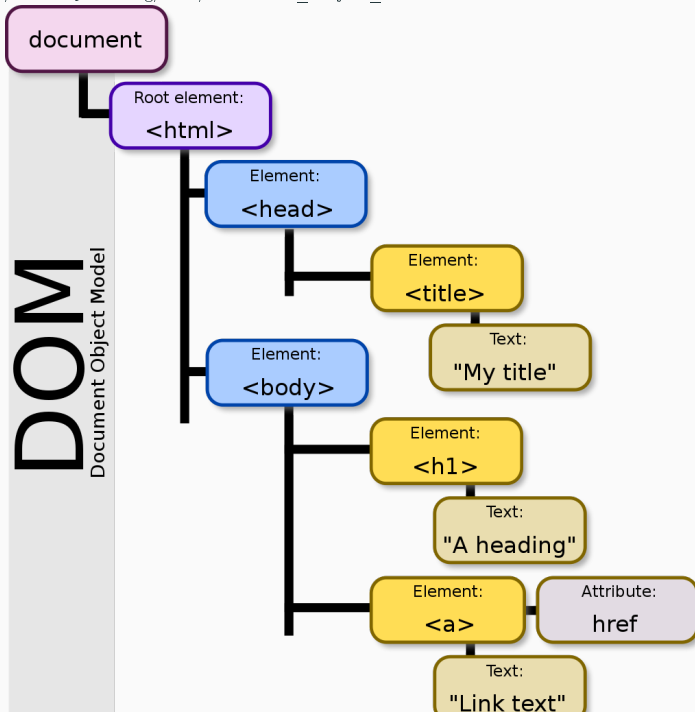 document
Root element:
<html>
Element:
<head>
Element:
<title>
Text:
"My title"
Element:
<body>
Element:
<h1>
Text:
"A heading"
Element:
<a>
Attribute:
href
Text:
"Link text"
DOM
Document Object Model